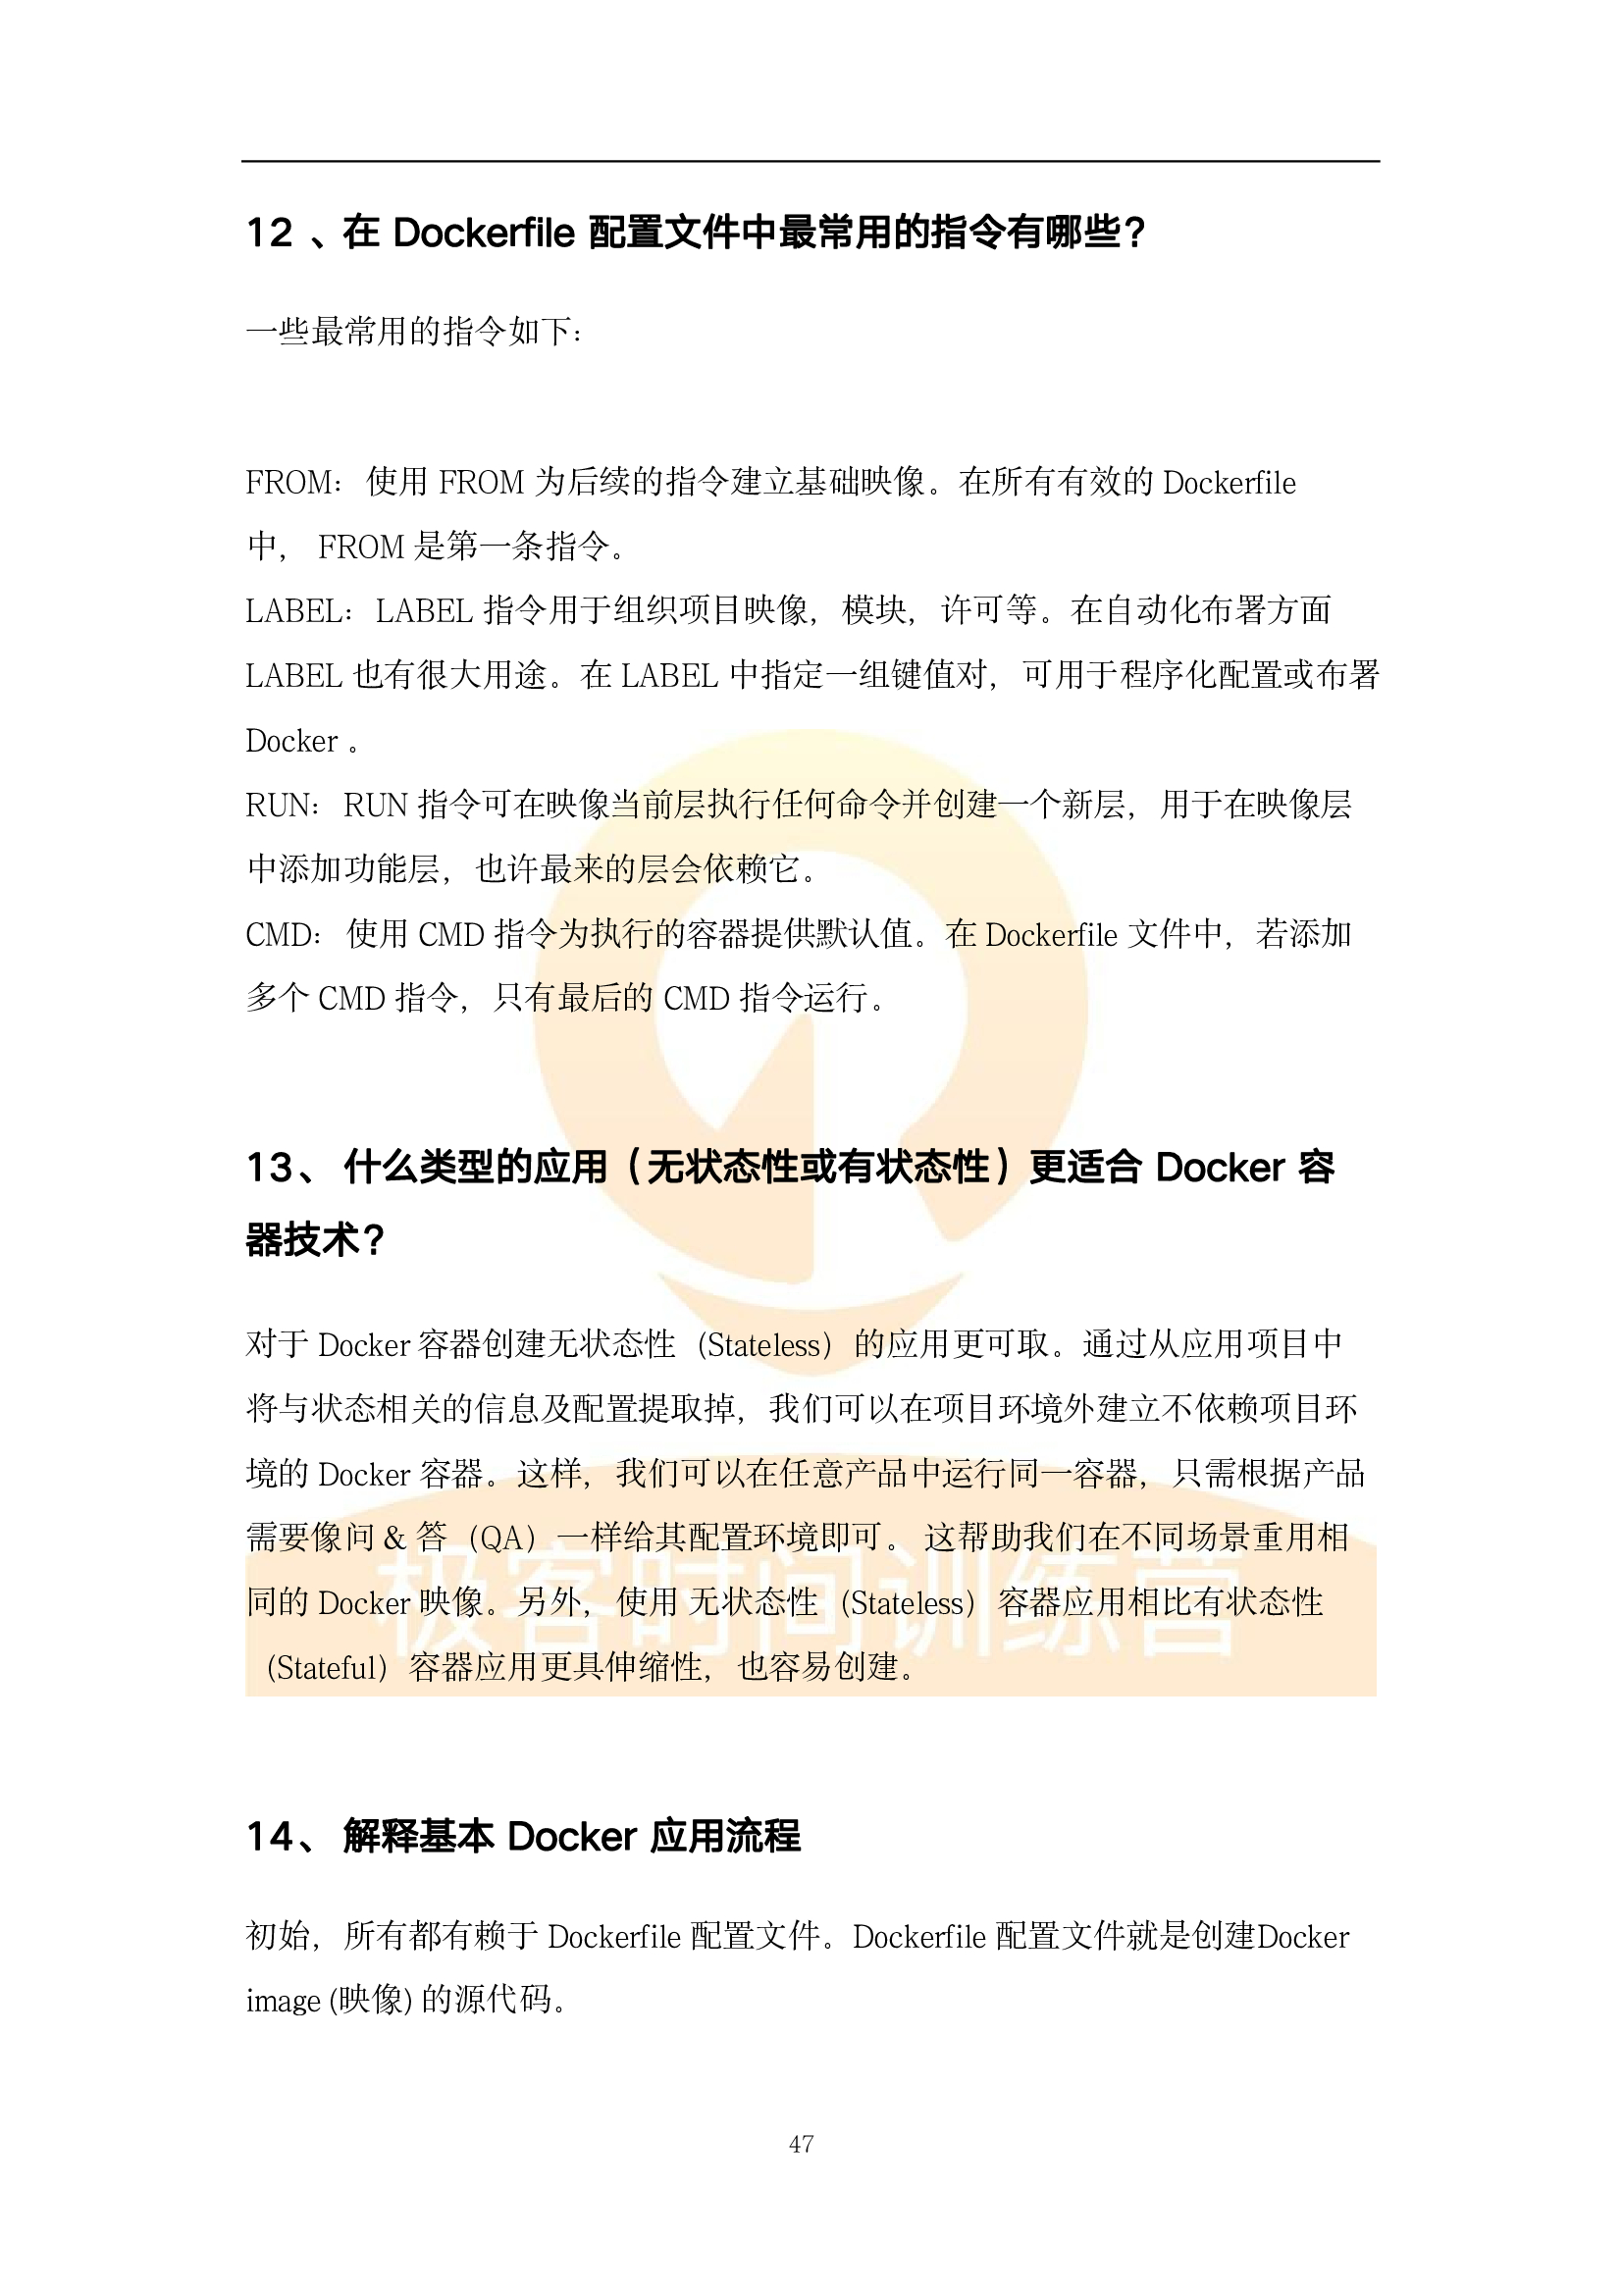 12 、在 Dockerfile 配置文件中最常用的指令有哪些？
一些最常用的指令如下：
FROM：使用 FROM 为后续的指令建立基础映像。在所有有效的 Dockerfile
中， FROM 是第一条指令。
LABEL：LABEL 指令用于组织项目映像，模块，许可等。在自动化布署方面
LABEL 也有很大用途。在 LABEL 中指定一组键值对，可用于程序化配置或布署
Docker 。
RUN：RUN 指令可在映像当前层执行任何命令并创建一个新层，用于在映像层
中添加功能层，也许最来的层会依赖它。
CMD：使用 CMD 指令为执行的容器提供默认值。在 Dockerfile 文件中，若添加
多个 CMD 指令，只有最后的 CMD 指令运行。
13、 什么类型的应用（无状态性或有状态性）更适合 Docker 容
器技术？
对于 Docker 容器创建无状态性（Stateless）的应用更可取。通过从应用项目中
将与状态相关的信息及配置提取掉，我们可以在项目环境外建立不依赖项目环
境的 Docker 容器。这样，我们可以在任意产品中运行同一容器，只需根据产品
需要像问 & 答（QA）一样给其配置环境即可。 这帮助我们在不同场景重用相
同的 Docker 映像。另外，使用 无状态性（Stateless）容器应用相比有状态性
（Stateful）容器应用更具伸缩性，也容易创建。
极客时间训练营
14、 解释基本 Docker 应用流程
初始，所有都有赖于 Dockerfile 配置文件。Dockerfile 配置文件就是创建Docker
image (映像) 的源代码。
47